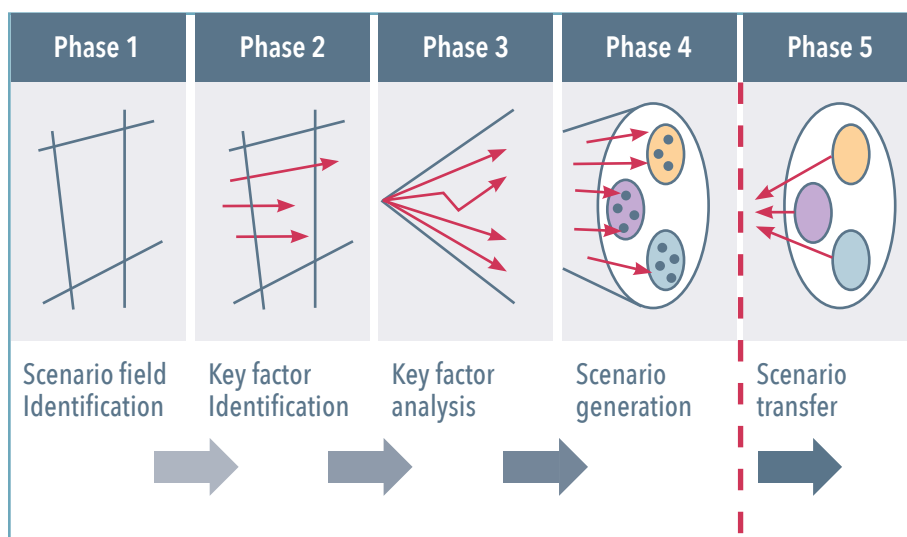 Phase 1
Phase 2
Phase 3
Phase 4
Phase 5
Scenario field
Identification
Key factor
Identification
Key factor
analysis
Scenario
generation
Scenario
transfer